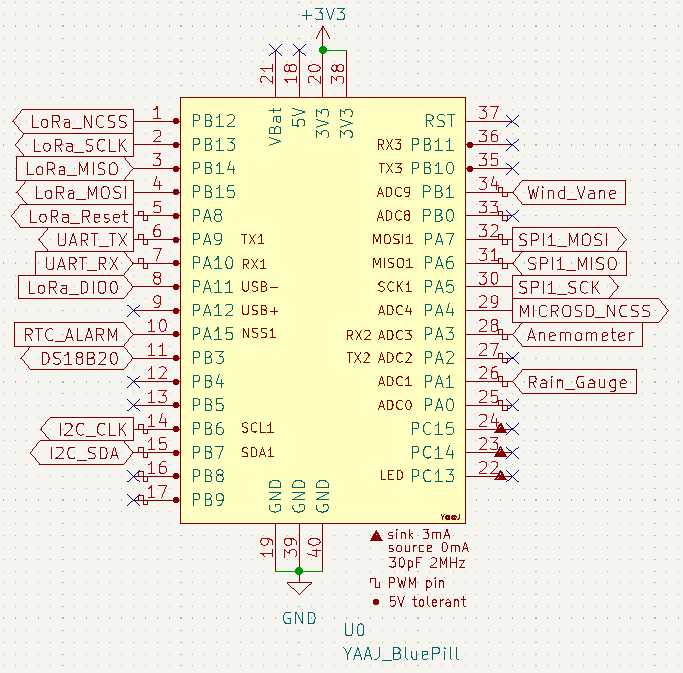 +3V3
21 18 20 38
VBat 5V 3V3 3V3
LoRa_NCSS 1 PB12
LoRa_SCLK 2 PB13
LoRa_MISO 3 PB14
LoRa_MOSI 4 PB15
LoRa_Reset 5 PA8
UART_TX 6 PA9 TX1
UART_RX 7 PA10 RX1
LoRa_DIO0 8 PA11 USB-
9 PA12 USB+
RTC_ALARM 10 PA15 NSS1
DS18B20 11 PB3
12 PB4
13 PB5
I2C_CLK 14 PB6 SCL1
I2C_SDA 15 PB7 SDA1
16 PB8
17 PB9
RST 37
RX3 PB11 36
TX3 PB10 35
ADC9 PB1 34 Wind_Vane
ADC8 PB0 33
MOSI1 PA7 32 SPI1_MOSI
MISO1 PA6 31 SPI1_MISO
SCK1 PA5 30 SPI1_SCK
ADC4 PA4 29 MICROSD_NCSS
RX2 ADC3 PA3 28 Anemometer
TX2 ADC2 PA2 27
ADC1 PA1 26 Rain_Gauge
ADC0 PA0 25
PC15 24
PC14 23
LED PC13 22
GND GND GND
19 39 40
YaaJ
sink 3mA
source 0mA
30pF 2MHz
PWM pin
5V tolerant
GND
U0
YAAJ_BluePill